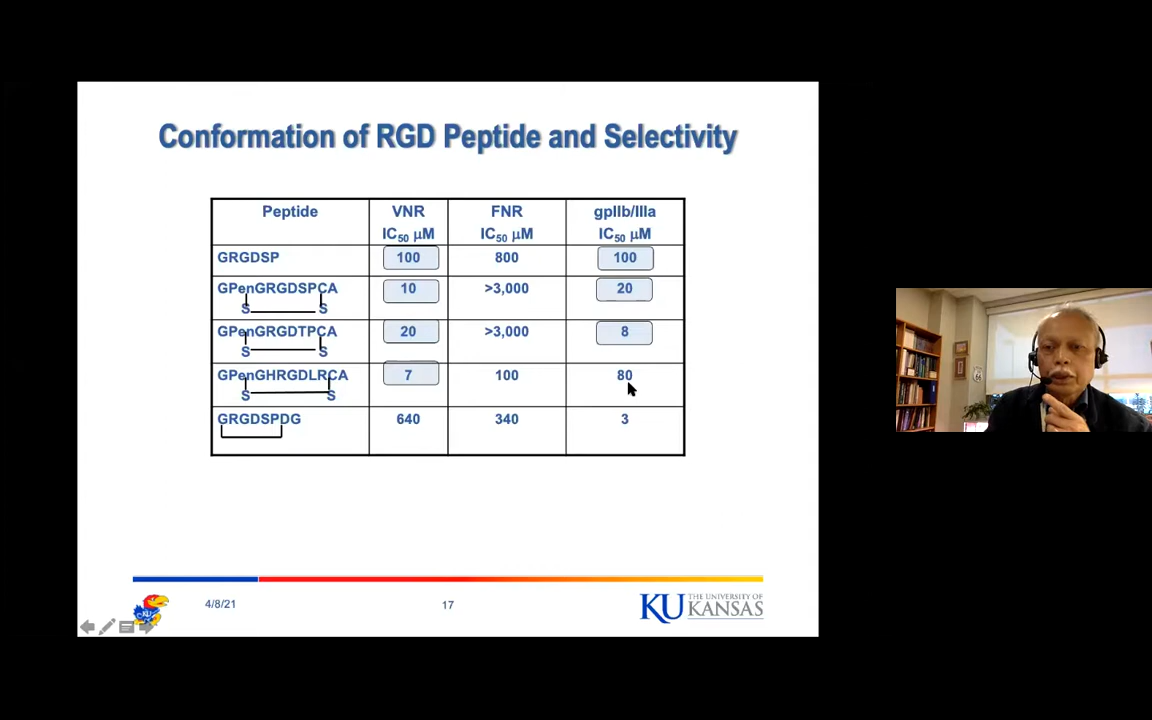 Conformation of RGD Peptide and Selectivity
Peptide VNR FNR gpIIb/IIIa
IC50 μM IC50 μM IC50 μM
GRGDSP 100 800 100
GPenGRGDSPCA 10 >3,000 20
S S
GPenGRGDTPCA 20 >3,000 8
S S
GPenGHRGDLRCA 7 100 80
S S
GRGDSPDG 640 340 3
4/8/21 17 KU THE UNIVERSITY OF
KANSAS
KU